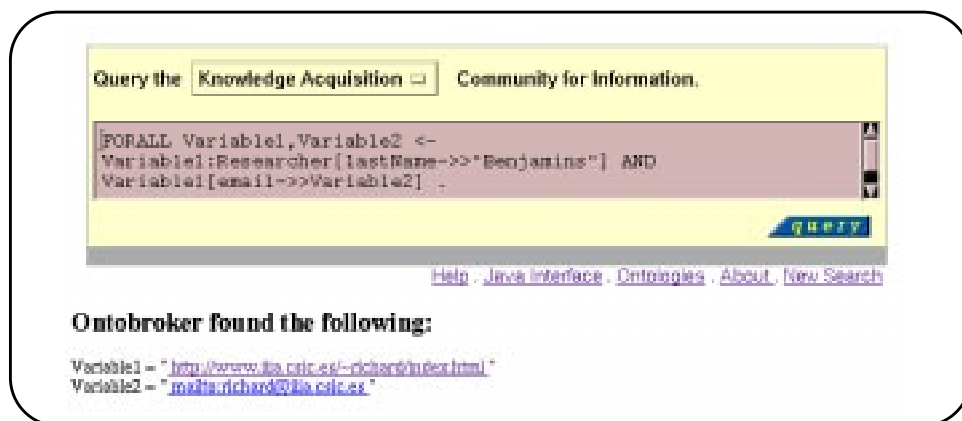 Query the Knowledge Acquisition Community for Information.
FORALL Variable1,Variable2 <-
Variable1:Researcher[lastName->>"Benjamins"] AND
Variable1[email->>Variable2] .
query
Help . Java Interface . Ontologies . About . New Search
Ontobroker found the following:
Variable1 = " http://www.iiia.csic.es/~richard/index.html "
Variable2 = " mailto:richard@iiia.csic.es "